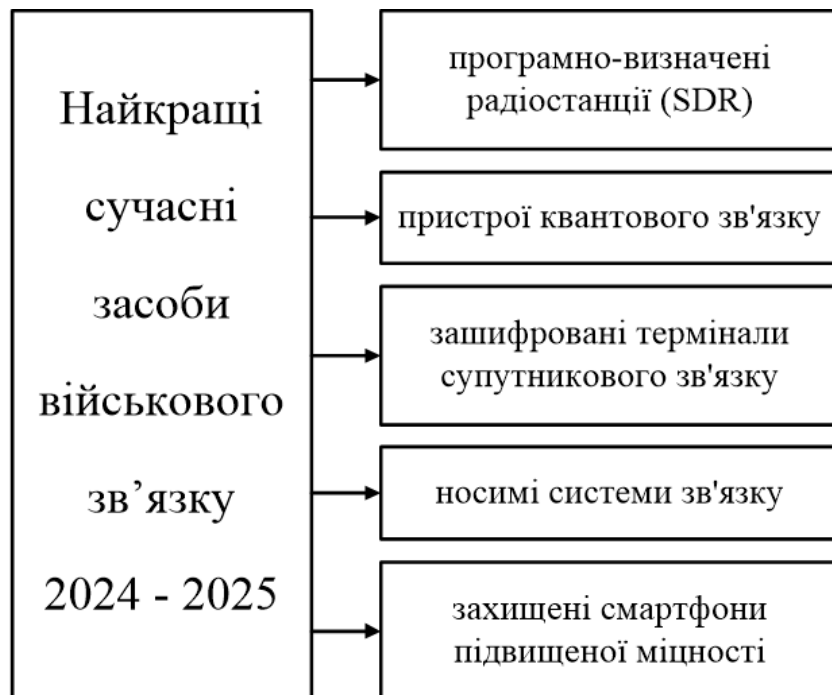 Найкращі
сучасні
засоби
військового
зв’язку
2024 - 2025
програмно-визначені
радіостанції (SDR)
пристрої квантового зв'язку
зашифровані термінали
супутникового зв'язку
носимі системи зв'язку
захищені смартфони
підвищеної міцності